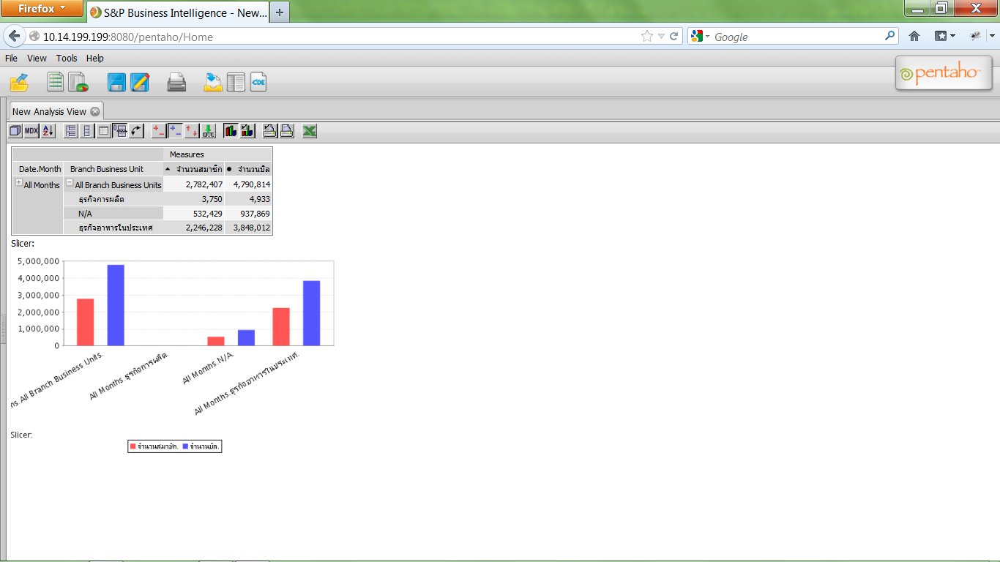 Firefox
S&P Business Intelligence - New...
10.14.199.199:8080/pentaho/Home
Google
File View Tools Help
CDE
pentaho™
New Analysis View
MDX
Measures
Date.Month Branch Business Unit จำนวนสมาชิก จำนวนบิล
All Months All Branch Business Units 2,782,407 4,790,814
ธุรกิจการผลิต 3,750 4,933
N/A 532,429 937,869
ธุรกิจอาหารในประเทศ 2,246,228 3,848,012
Slicer:
5,000,000
4,000,000
3,000,000
2,000,000
1,000,000
0
ns.All Branch Business Units.
All Months.ธุรกิจการผลิต.
All Months.N/A.
All Months.ธุรกิจอาหารในประเทศ.
Slicer:
จำนวนสมาชิก. จำนวนบิล.